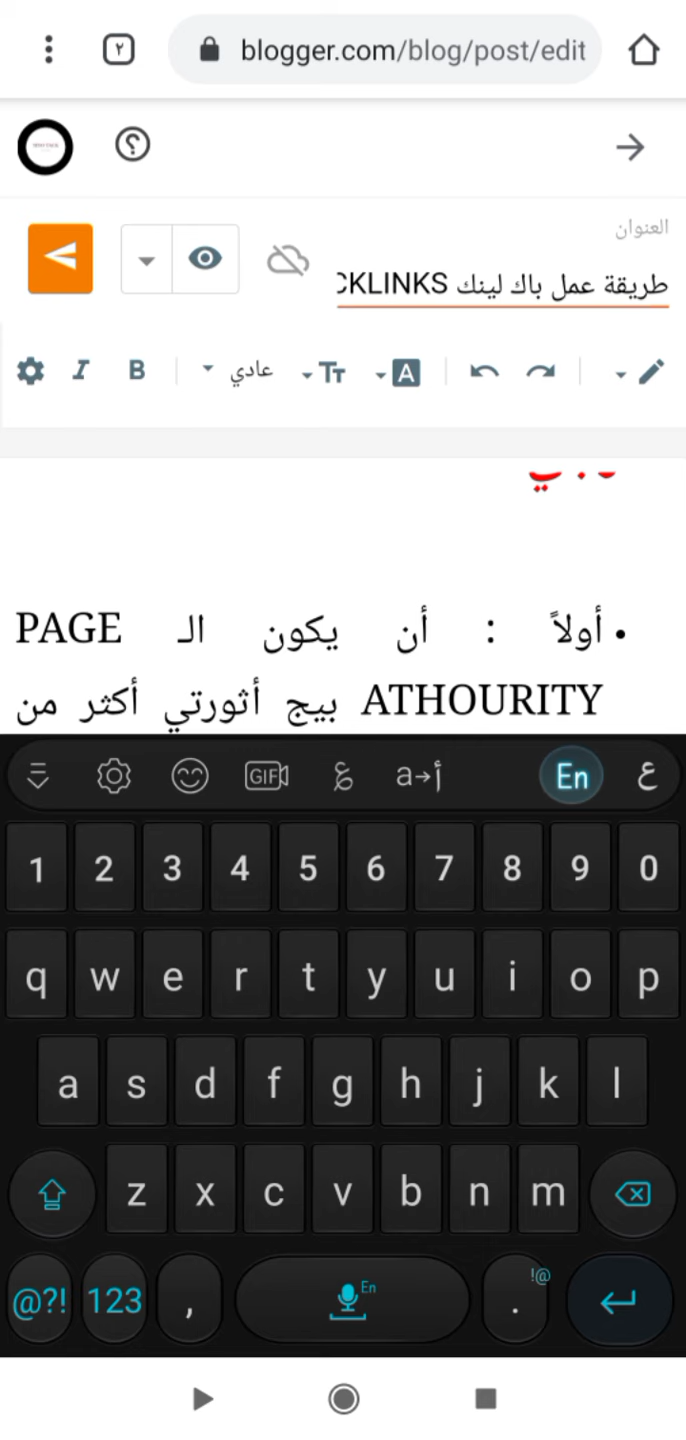 ٢
blogger.com/blog/post/edit
العنوان
طريقة عمل باك لينك CKLINKS
عادي
أولاً : أن يكون الـ PAGE
ATHOURITY بيج أثورتي أكثر من
GIF
a→أ
En
ع
1 2 3 4 5 6 7 8 9 0
q w e r t y u i o p
a s d f g h j k l
z x c v b n m
@?! 123 , En . !@